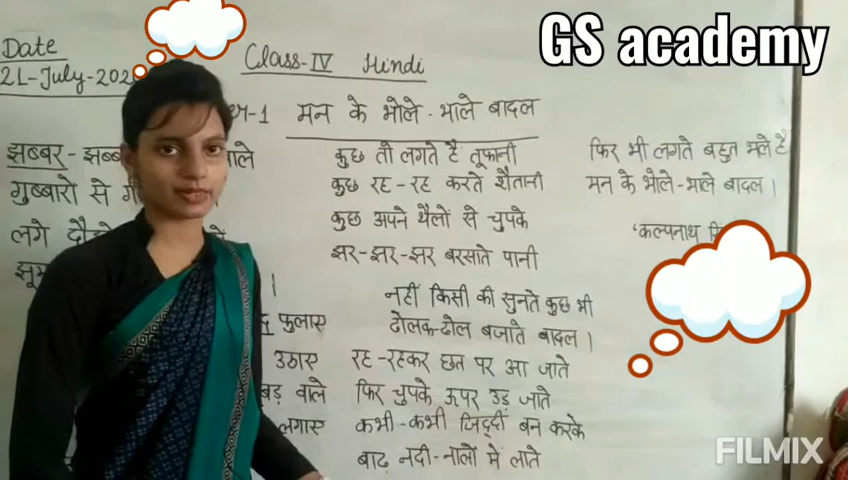 GS academy
Date
21-July-202
Class-IV Hindi
-1 मन के भोले-भाले बादल
झब्बर-झब्ब
गुब्बारो से
लगे
कुछ तो लगते हैं तूफानी
कुछ रह-रह करते शैतानी
कुछ अपने थैलों से चुपके
झर-झर-झर बरसाते पानी
नहीं किसी की सुनते कुछ भी
ढोलक-ढोल बजाते बादल।
रह-रहकर छत पर आ जाते
फिर चुपके ऊपर उड़ जाते
कभी-कभी जिद्दी बन करके
बाढ़ नदी-नालों में लाते
फुलाए
उठाए
वाले
लगाए
फिर भी लगते बहुत भले हैं
मन के भोले-भाले बादल।
'कल्पनाथ
FILMIX